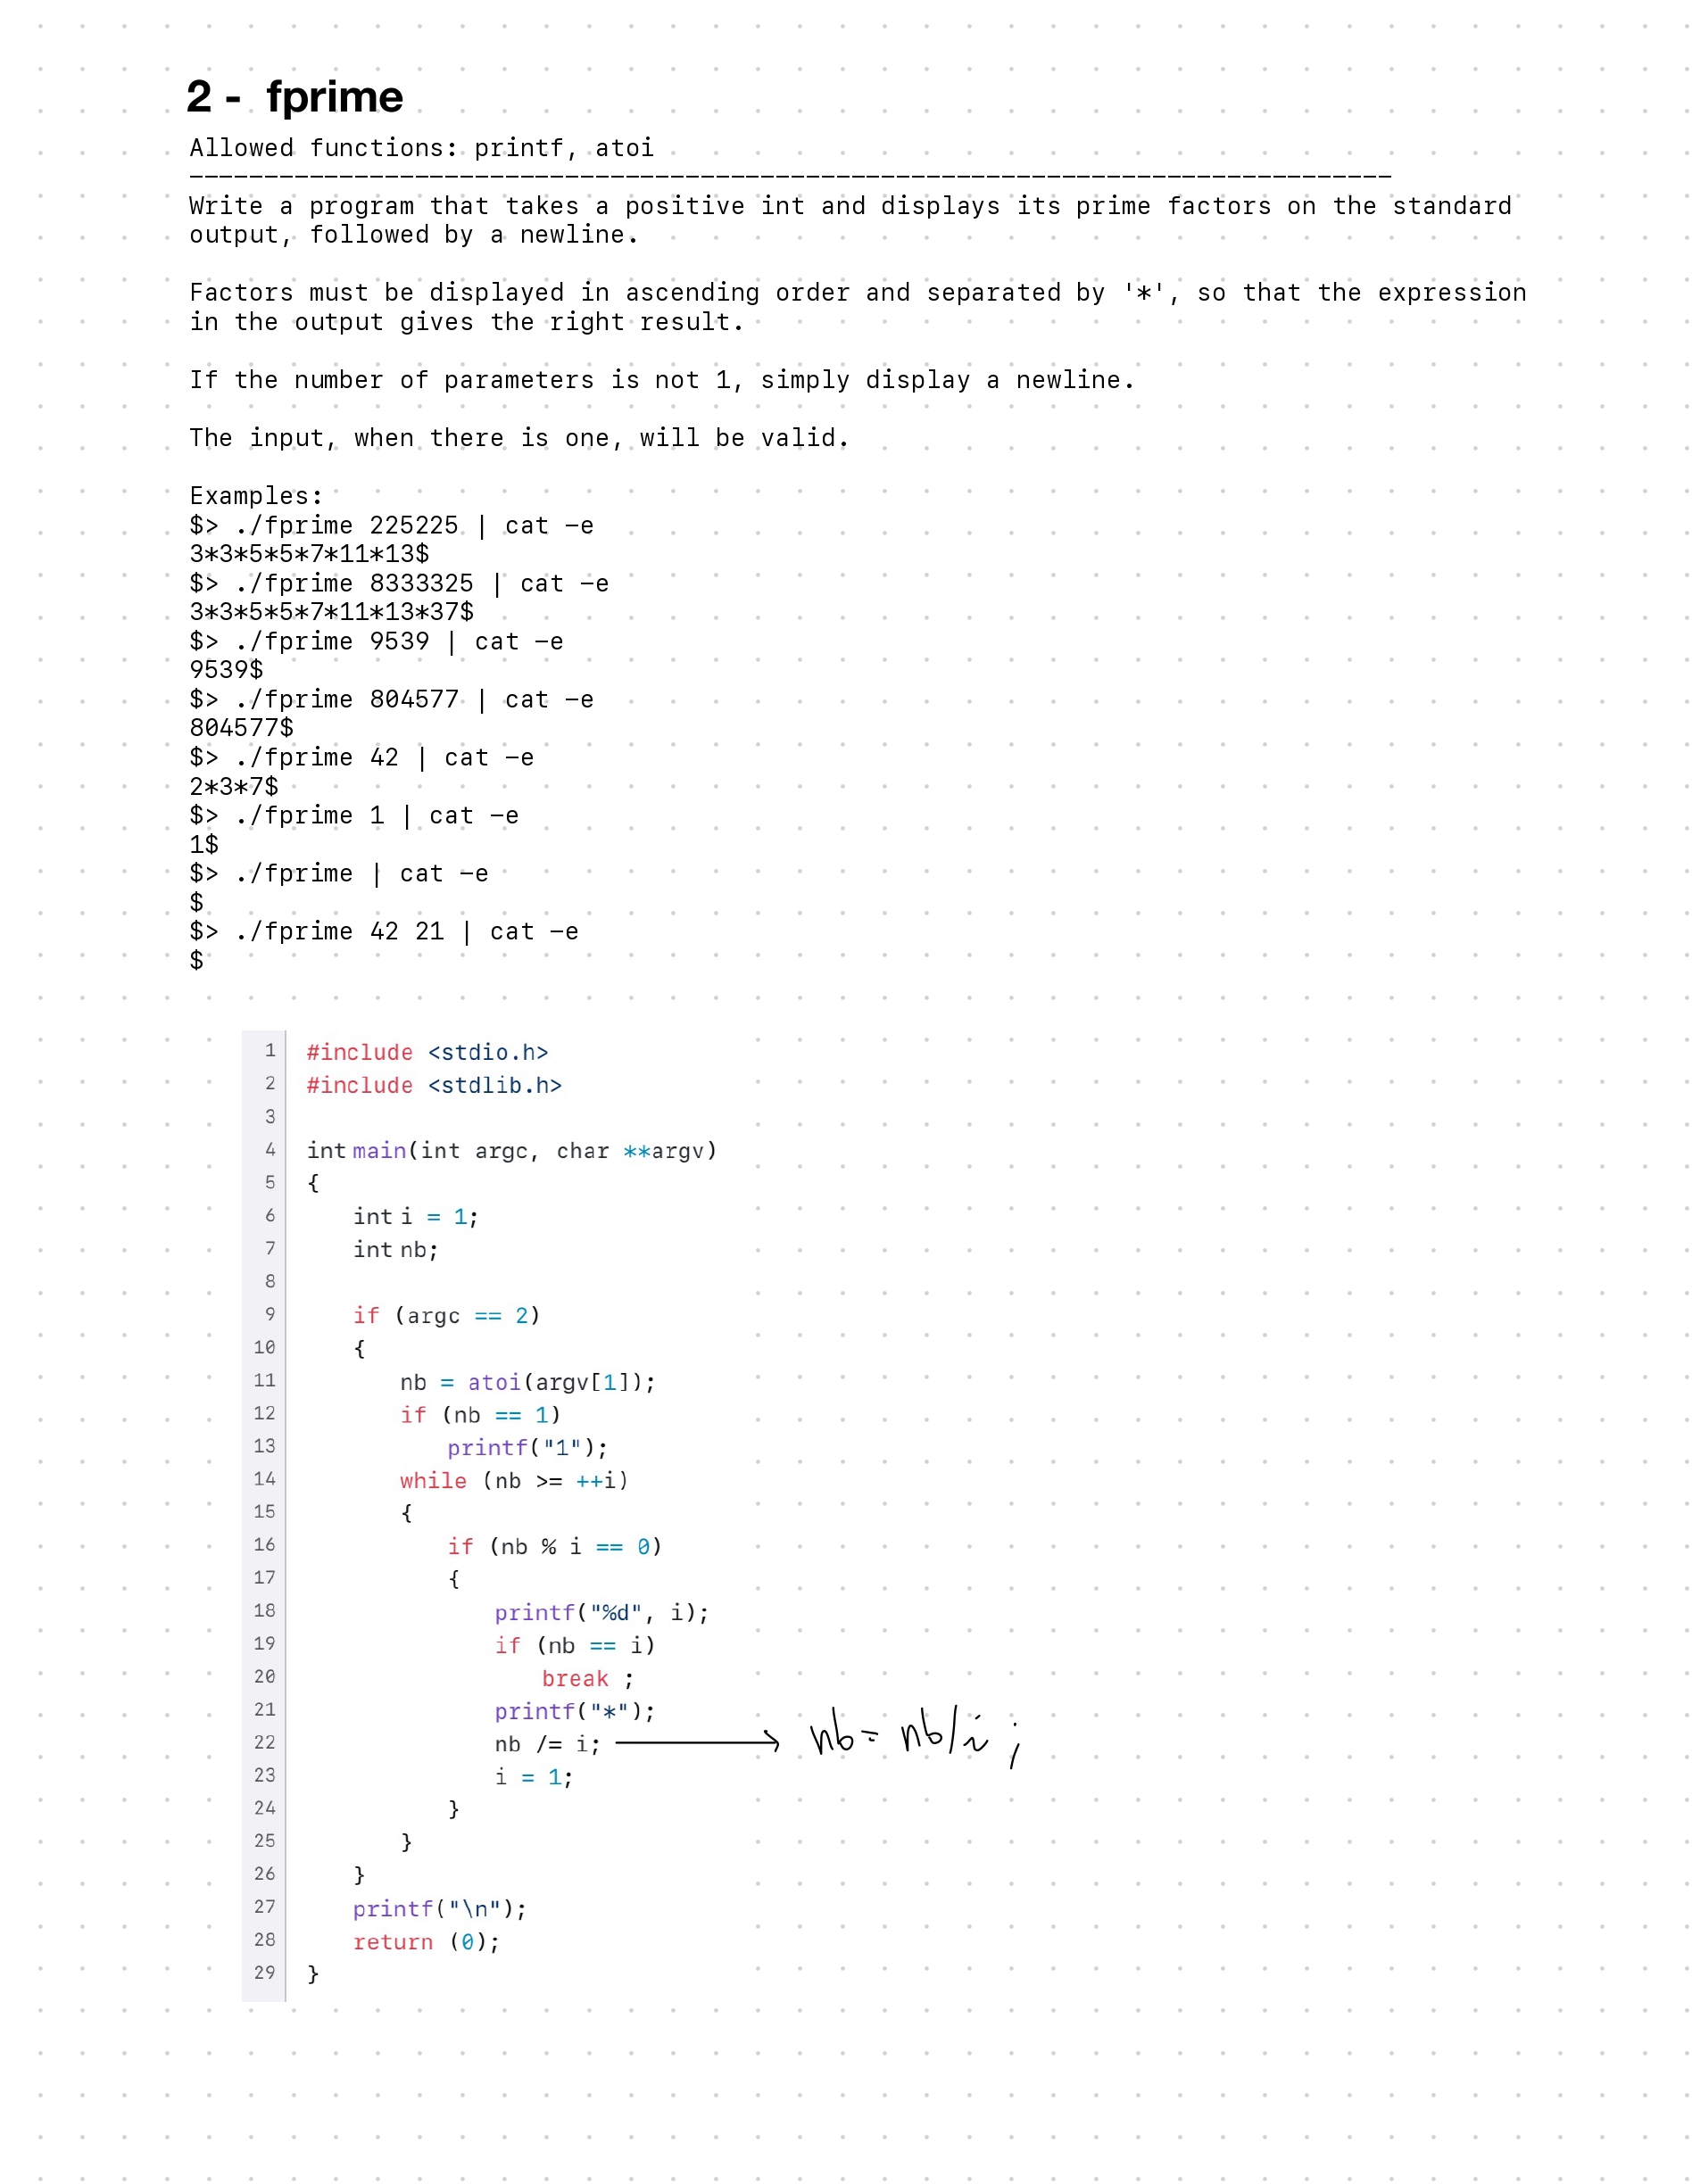 2 - fprime
Allowed functions: printf, atoi
--------------------------------------------------------------------------------
Write a program that takes a positive int and displays its prime factors on the standard
output, followed by a newline.
Factors must be displayed in ascending order and separated by '*', so that the expression
in the output gives the right result.
If the number of parameters is not 1, simply display a newline.
The input, when there is one, will be valid.
Examples:
$> ./fprime 225225 | cat -e
3*3*5*5*7*11*13$
$> ./fprime 8333325 | cat -e
3*3*5*5*7*11*13*37$
$> ./fprime 9539 | cat -e
9539$
$> ./fprime 804577 | cat -e
804577$
$> ./fprime 42 | cat -e
2*3*7$
$> ./fprime 1 | cat -e
1$
$> ./fprime | cat -e
$
$> ./fprime 42 21 | cat -e
$
1 #include <stdio.h>
2 #include <stdlib.h>
3
4 int main(int argc, char **argv)
5 {
6     int i = 1;
7     int nb;
8
9     if (argc == 2)
10     {
11         nb = atoi(argv[1]);
12         if (nb == 1)
13             printf("1");
14         while (nb >= ++i)
15         {
16             if (nb % i == 0)
17             {
18                 printf("%d", i);
19                 if (nb == i)
20                     break ;
21                 printf("*");
22                 nb /= i; → nb = nb/i ;
23                 i = 1;
24             }
25         }
26     }
27     printf("\n");
28     return (0);
29 }